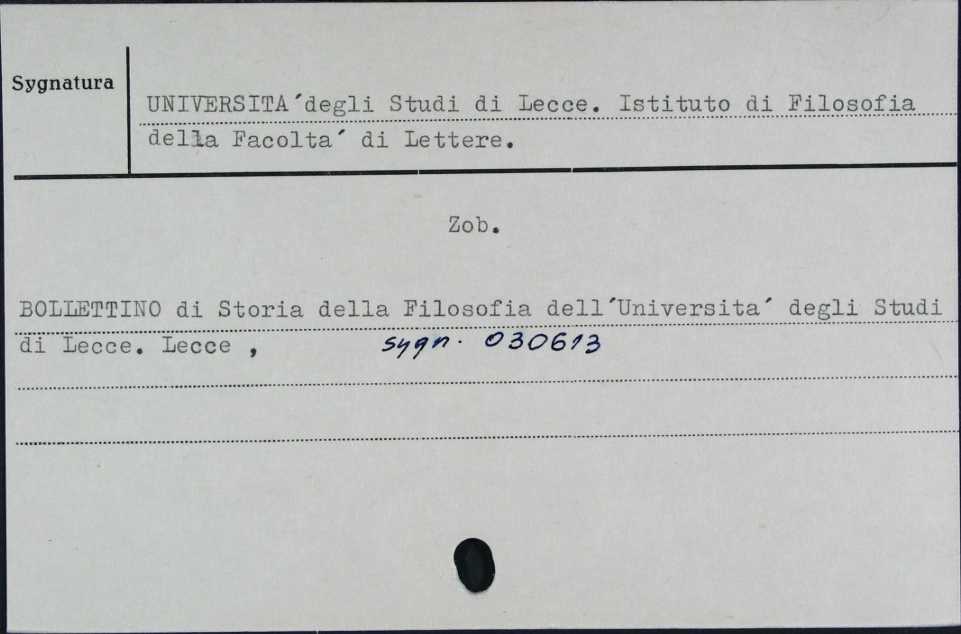 Sygnatura
UNIVERSITA´degli Studi di Lecce. Istituto di Filosofia
della Facolta´ di Lettere.
Zob.
BOLLETTINO di Storia della Filosofia dell´Universita´ degli Studi
di Lecce. Lecce , sygn. 030613